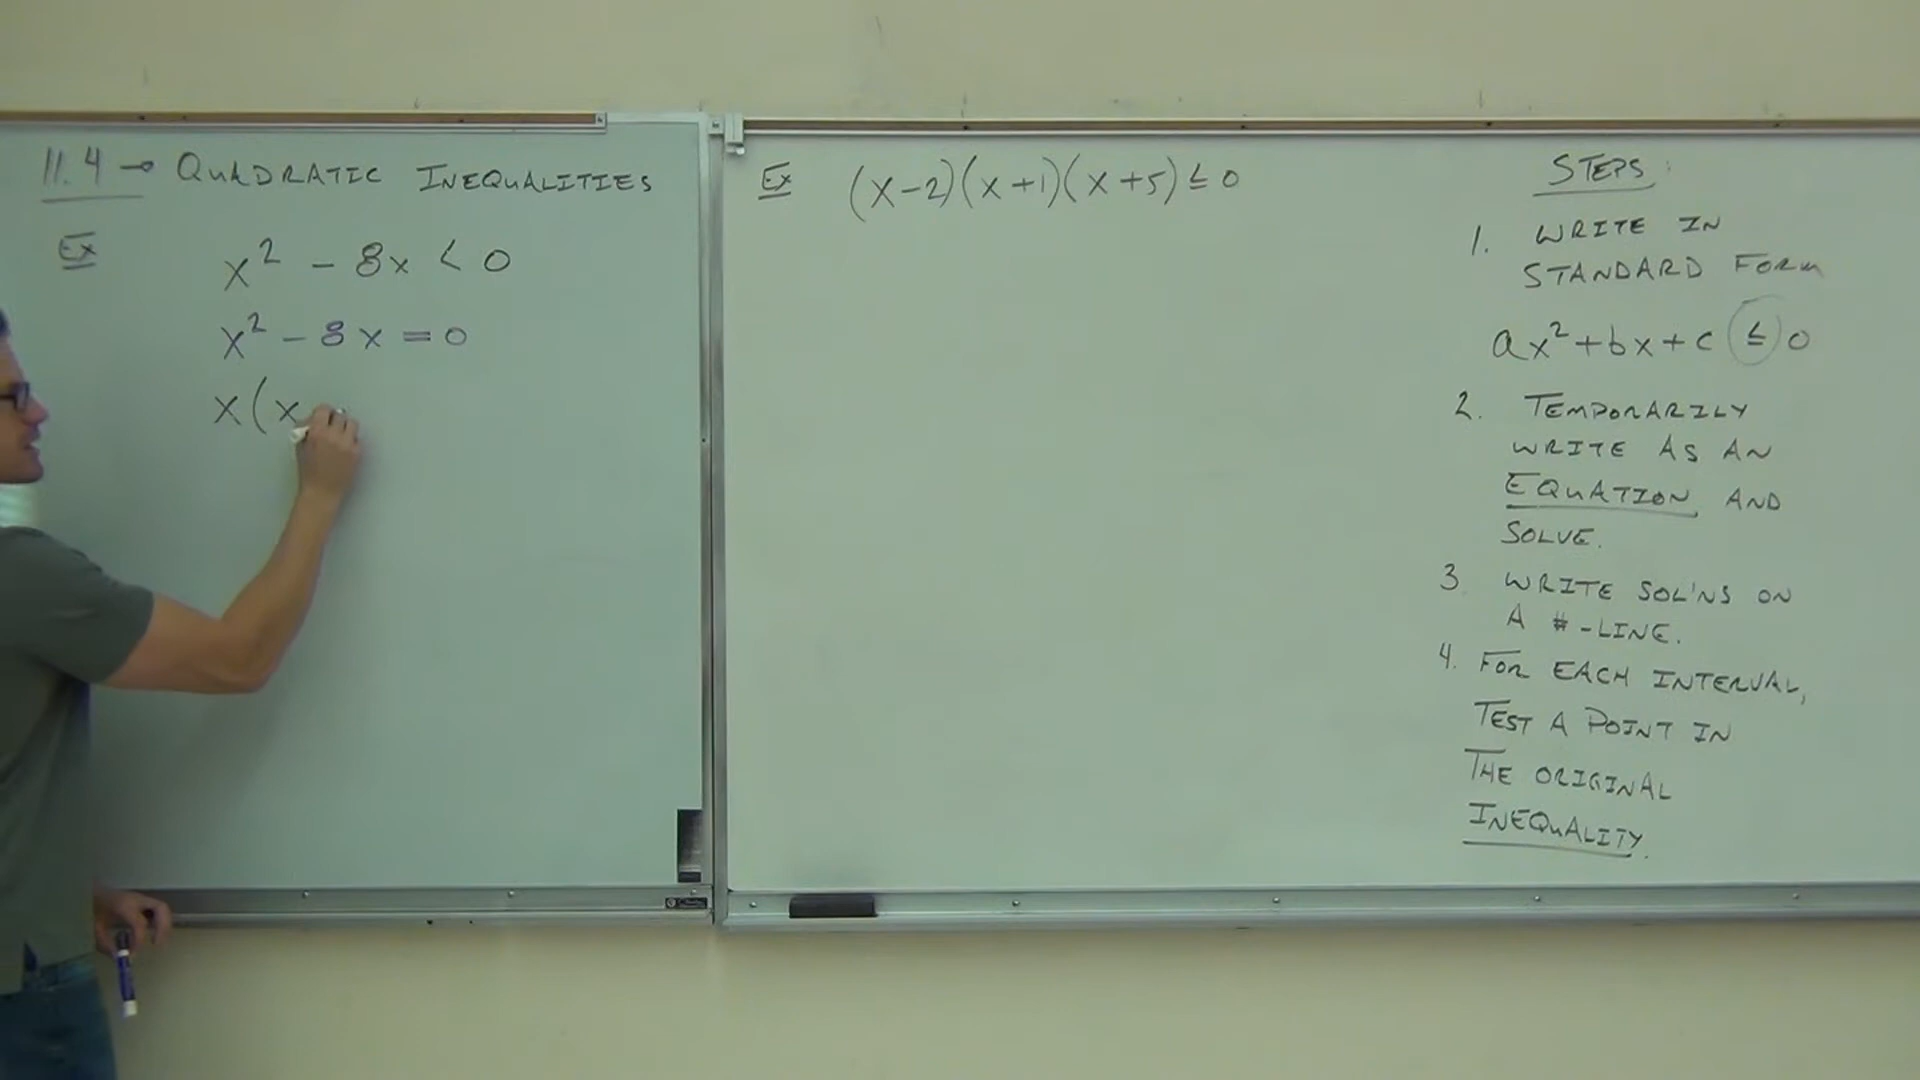 11.4 → QUADRATIC INEQUALITIES
Ex
x² - 8x < 0
x² - 8x = 0
x(x
Ex (x-2)(x+1)(x+5) ≤ 0
STEPS:
1. WRITE IN
STANDARD FORM
ax² + bx + c ≤ 0
2. TEMPORARILY
WRITE AS AN
EQUATION AND
SOLVE.
3. WRITE SOL'NS ON
A #-LINE.
4. FOR EACH INTERVAL,
TEST A POINT IN
THE ORIGINAL
INEQUALITY.